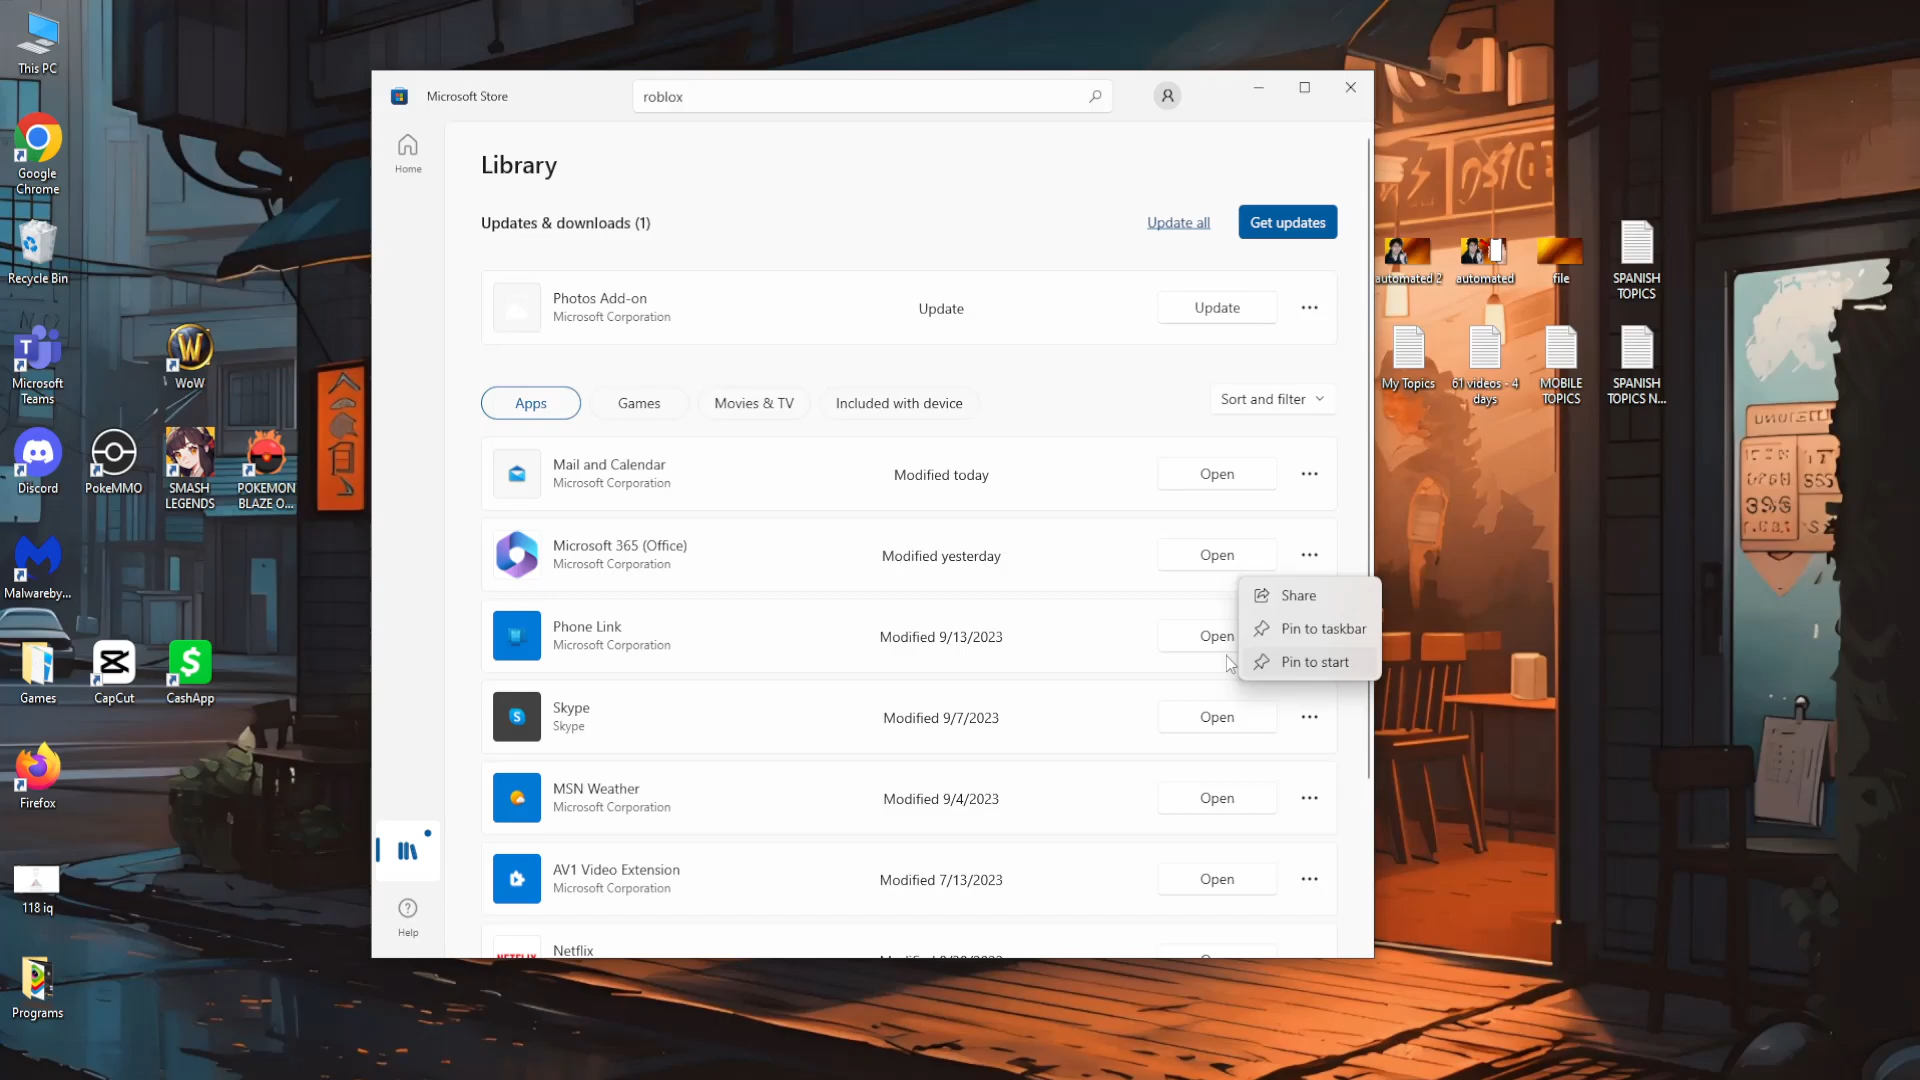 This PC
Google
Chrome
Recycle Bin
Microsoft
Teams
WoW
Discord
PokeMMO
SMASH
LEGENDS
POKEMON
BLAZE O...
Malwareby...
Games
CapCut
CashApp
Firefox
118 iq
Programs
Microsoft Store
roblox
Home
Library
Updates & downloads (1)
Update all
Get updates
Photos Add-on
Microsoft Corporation
Update
Update
Apps
Games
Movies & TV
Included with device
Sort and filter
Mail and Calendar
Microsoft Corporation
Modified today
Open
Microsoft 365 (Office)
Microsoft Corporation
Modified yesterday
Open
Share
Pin to taskbar
Pin to start
Phone Link
Microsoft Corporation
Modified 9/13/2023
Open
Skype
Skype
Modified 9/7/2023
Open
MSN Weather
Microsoft Corporation
Modified 9/4/2023
Open
AV1 Video Extension
Microsoft Corporation
Modified 7/13/2023
Open
Netflix
Help
automated 2
automated
file
SPANISH
TOPICS
My Topics
61 videos - 4
days
MOBILE
TOPICS
SPANISH
TOPICS N...